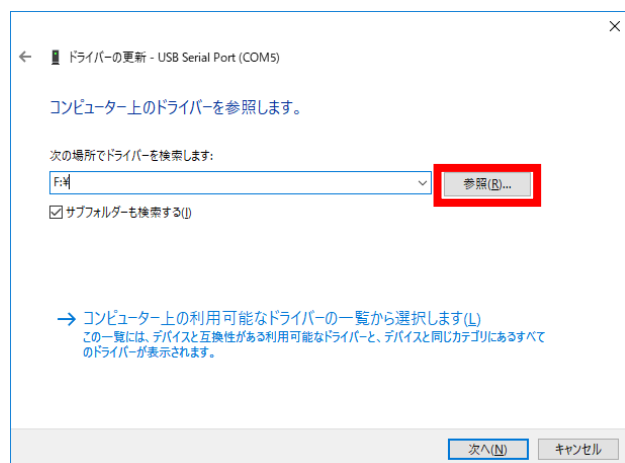 ドライバーの更新 - USB Serial Port (COM5)
コンピューター上のドライバーを参照します。
次の場所でドライバーを検索します:
F:¥
参照(R)...
サブフォルダーも検索する(I)
コンピューター上の利用可能なドライバーの一覧から選択します(L)
この一覧には、デバイスと互換性がある利用可能なドライバーと、デバイスと同じカテゴリにあるすべて
のドライバーが表示されます。
次へ(N)
キャンセル